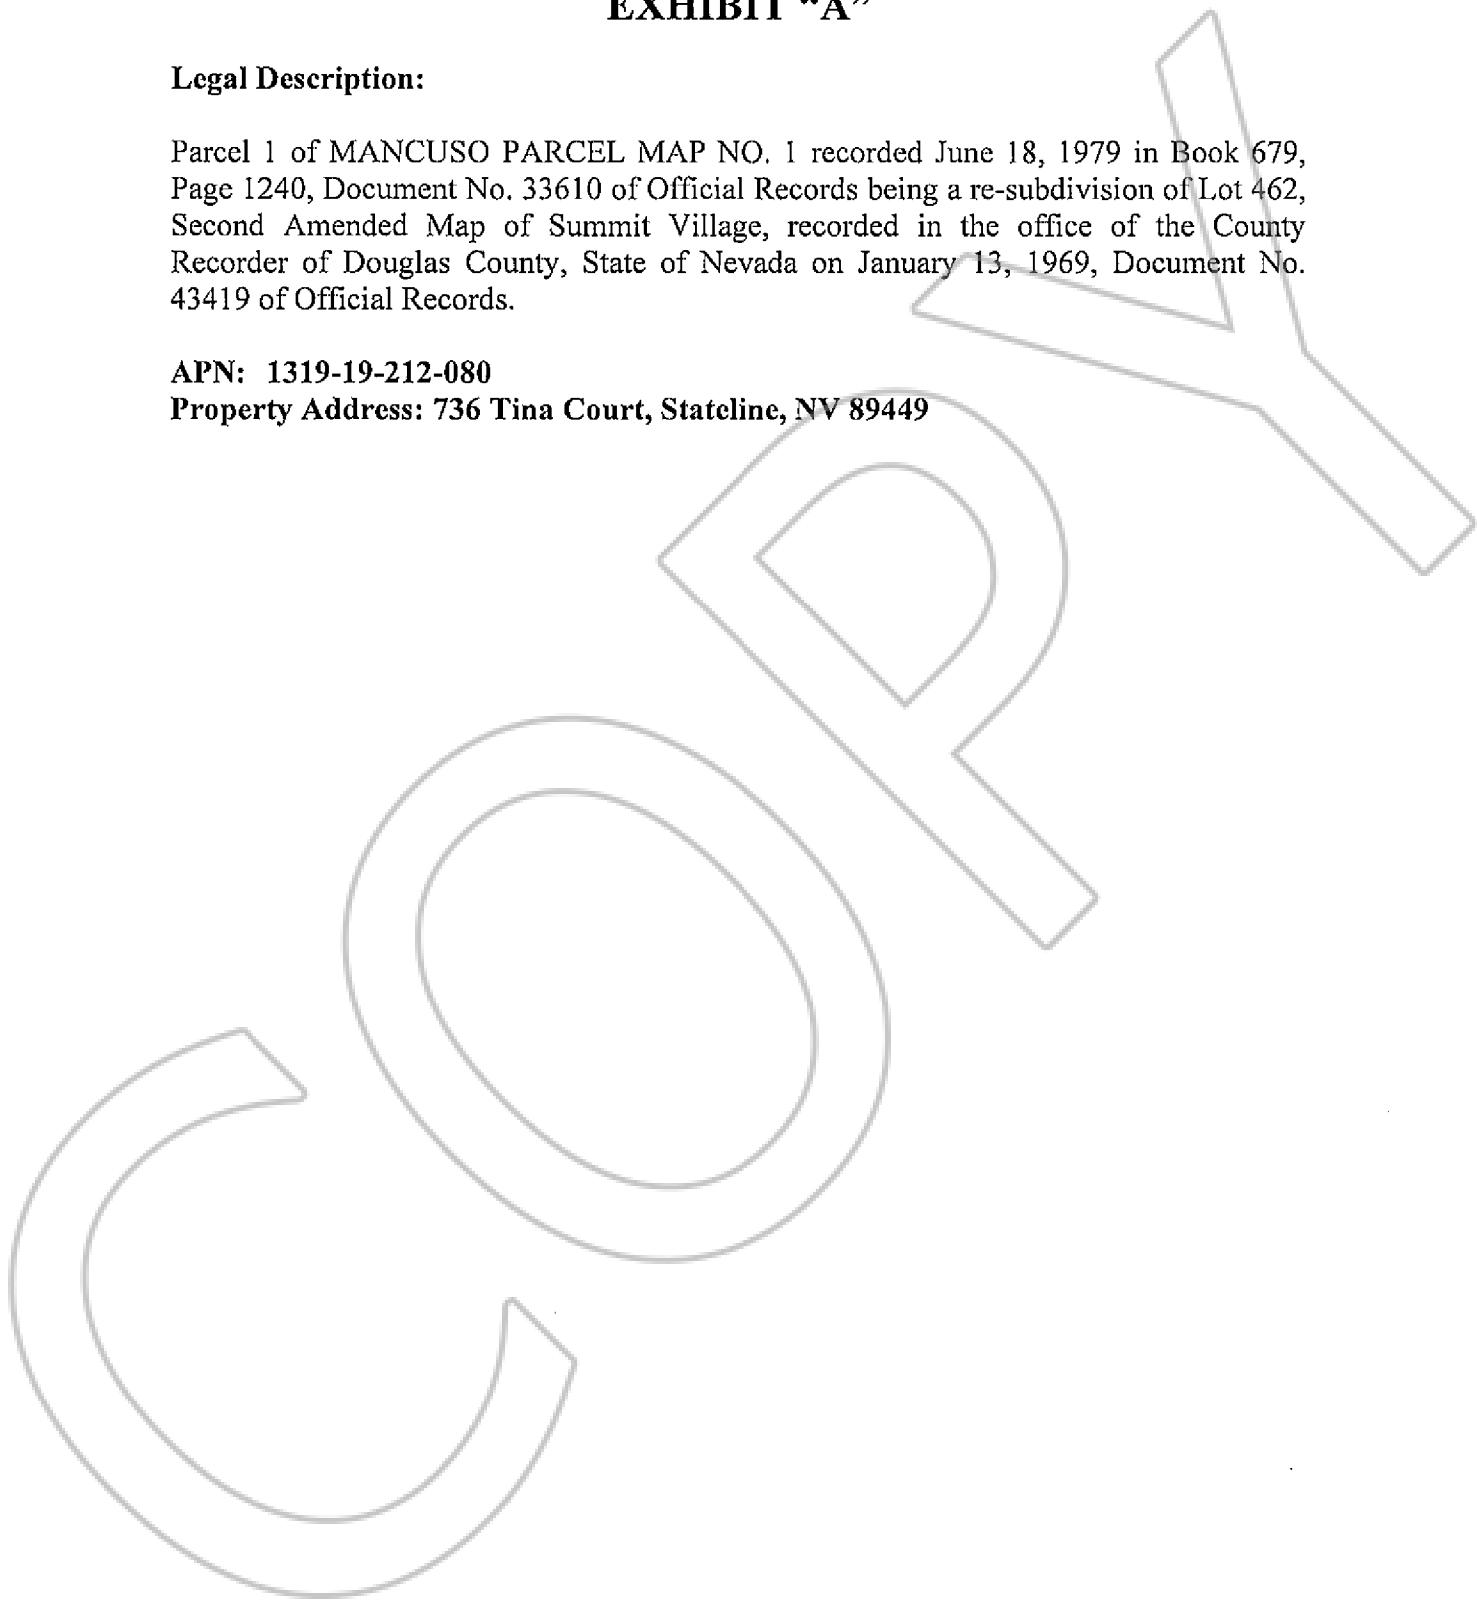 EXHIBIT “A”
Legal Description:
Parcel 1 of MANCUSO PARCEL MAP NO. 1 recorded June 18, 1979 in Book 679,
Page 1240, Document No. 33610 of Official Records being a re-subdivision of Lot 462,
Second Amended Map of Summit Village, recorded in the office of the County
Recorder of Douglas County, State of Nevada on January 13, 1969, Document No.
43419 of Official Records.
APN: 1319-19-212-080
Property Address: 736 Tina Court, Stateline, NV 89449
COPY